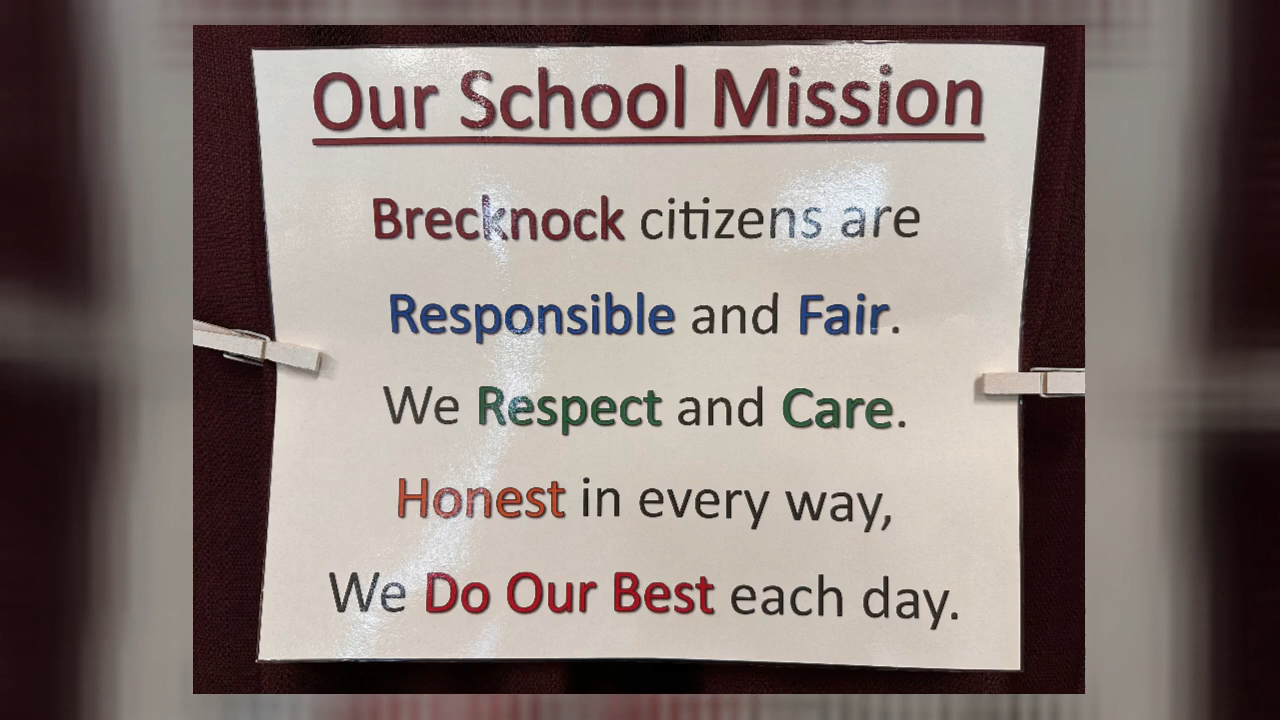 Our School Mission
Brecknock citizens are
Responsible and Fair.
We Respect and Care.
Honest in every way,
We Do Our Best each day.